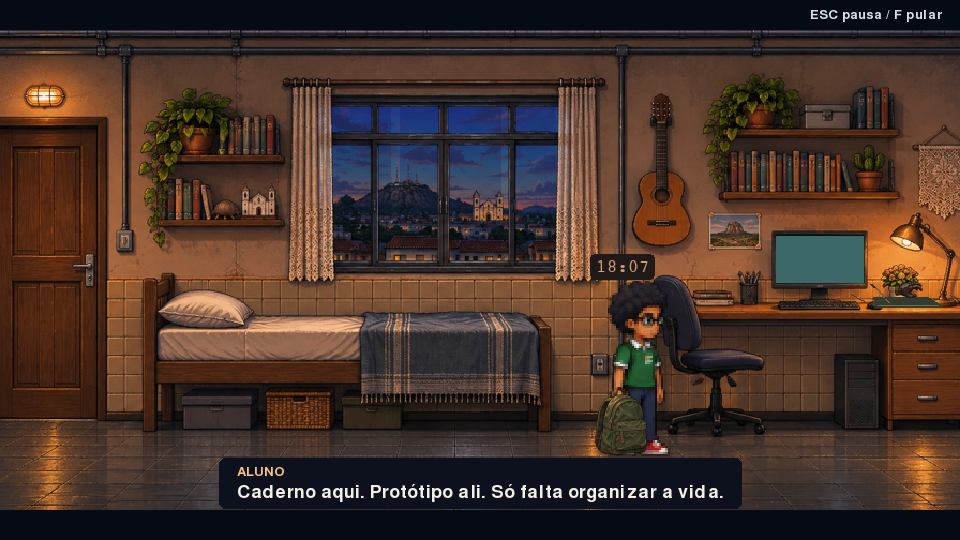 ESC pausa / F pular
18:07
ALUNO
Caderno aqui. Protótipo ali. Só falta organizar a vida.